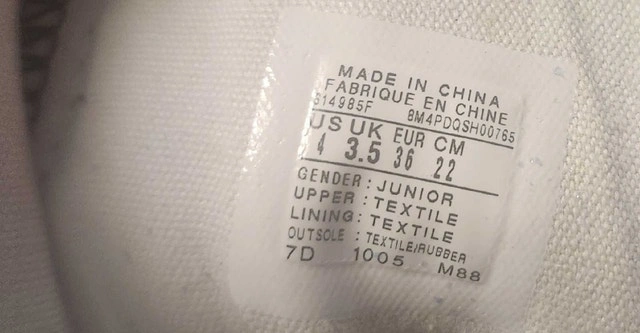 MADE IN CHINA
FABRIQUE EN CHINE
S14985F 8M4PDQSH00765
US UK EUR CM
4 3.5 36 22
GENDER : JUNIOR
UPPER : TEXTILE
LINING : TEXTILE
OUTSOLE : TEXTILE/RUBBER
7D 1005 M88